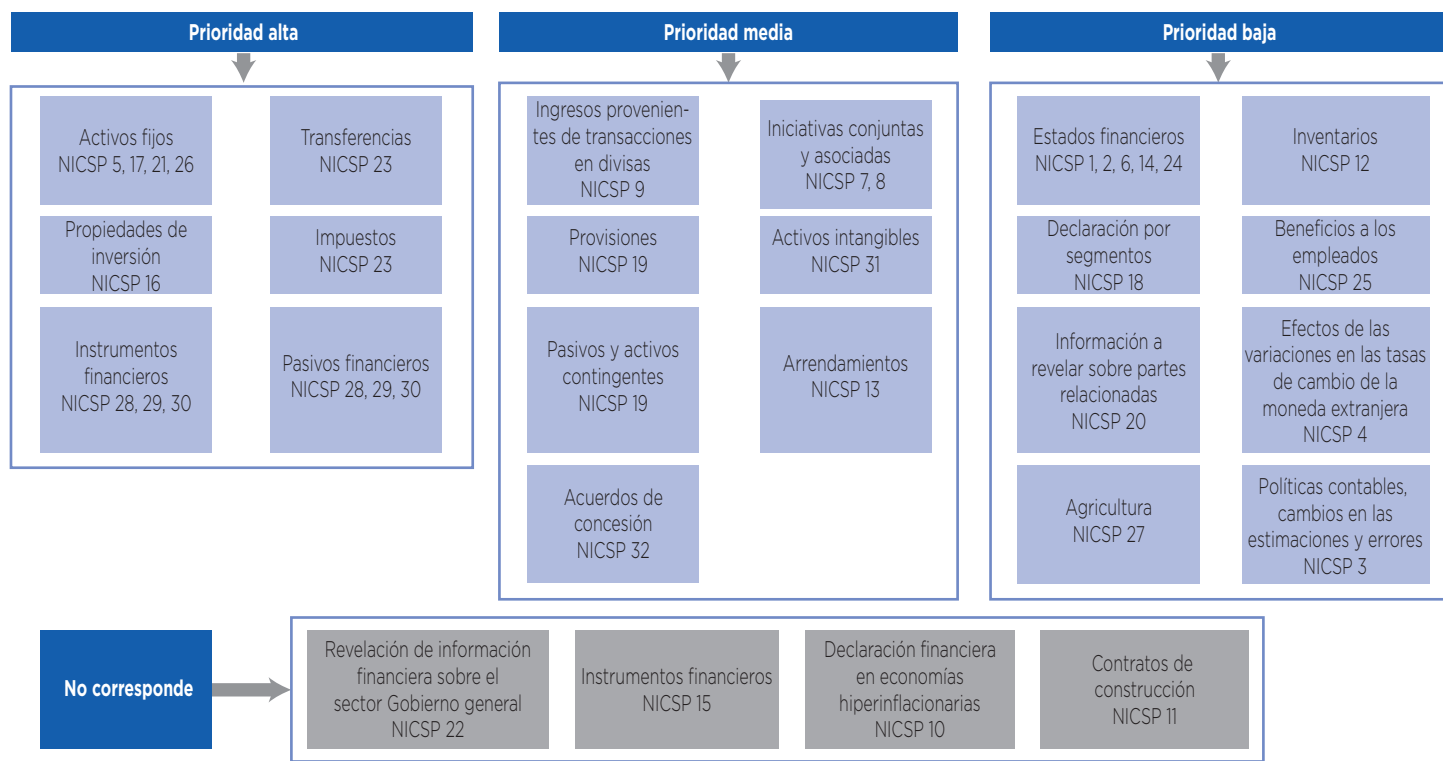 Prioridad alta
Activos fijos
NICSP 5, 17, 21, 26
Transferencias
NICSP 23
Propiedades de
inversión
NICSP 16
Impuestos
NICSP 23
Instrumentos
financieros
NICSP 28, 29, 30
Pasivos financieros
NICSP 28, 29, 30
Prioridad media
Ingresos provenien-
tes de transacciones
en divisas
NICSP 9
Iniciativas conjuntas
y asociadas
NICSP 7, 8
Provisiones
NICSP 19
Activos intangibles
NICSP 31
Pasivos y activos
contingentes
NICSP 19
Arrendamientos
NICSP 13
Acuerdos de
concesión
NICSP 32
Prioridad baja
Estados financieros
NICSP 1, 2, 6, 14, 24
Inventarios
NICSP 12
Declaración por
segmentos
NICSP 18
Beneficios a los
empleados
NICSP 25
Información a
revelar sobre partes
relacionadas
NICSP 20
Efectos de las
variaciones en las tasas
de cambio de la
moneda extranjera
NICSP 4
Agricultura
NICSP 27
Políticas contables,
cambios en las
estimaciones y errores
NICSP 3
No corresponde
Revelación de información
financiera sobre el
sector Gobierno general
NICSP 22
Instrumentos financieros
NICSP 15
Declaración financiera
en economías
hiperinflacionarias
NICSP 10
Contratos de
construcción
NICSP 11